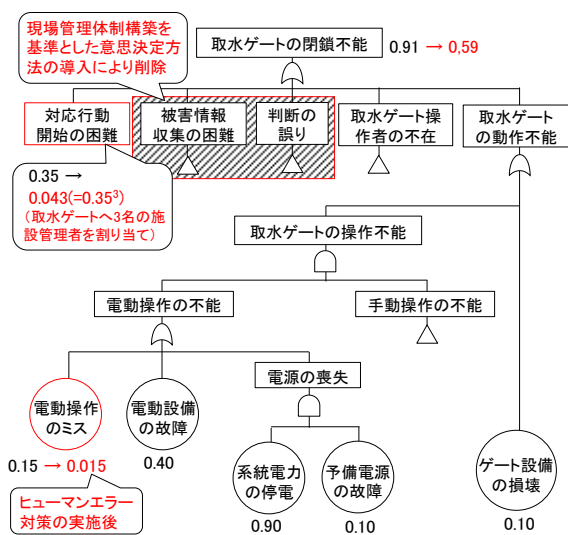 現場管理体制構築を
基準とした意思決定方
法の導入により削除
取水ゲートの閉鎖不能
0.91 → 0,59
対応行動
開始の困難
被害情報
収集の困難
判断の
誤り
取水ゲート操
作者の不在
取水ゲート
の動作不能
0.35 →
0.043(=0.35³)
(取水ゲートへ3名の施
設管理者を割り当て)
取水ゲートの操作不能
電動操作の不能
手動操作の不能
電源の喪失
電動操作
のミス
電動設備
の故障
系統電力
の停電
予備電源
の故障
ゲート設備
の損壊
0.15 → 0.015
0.40
0.90
0.10
0.10
ヒューマンエラー
対策の実施後